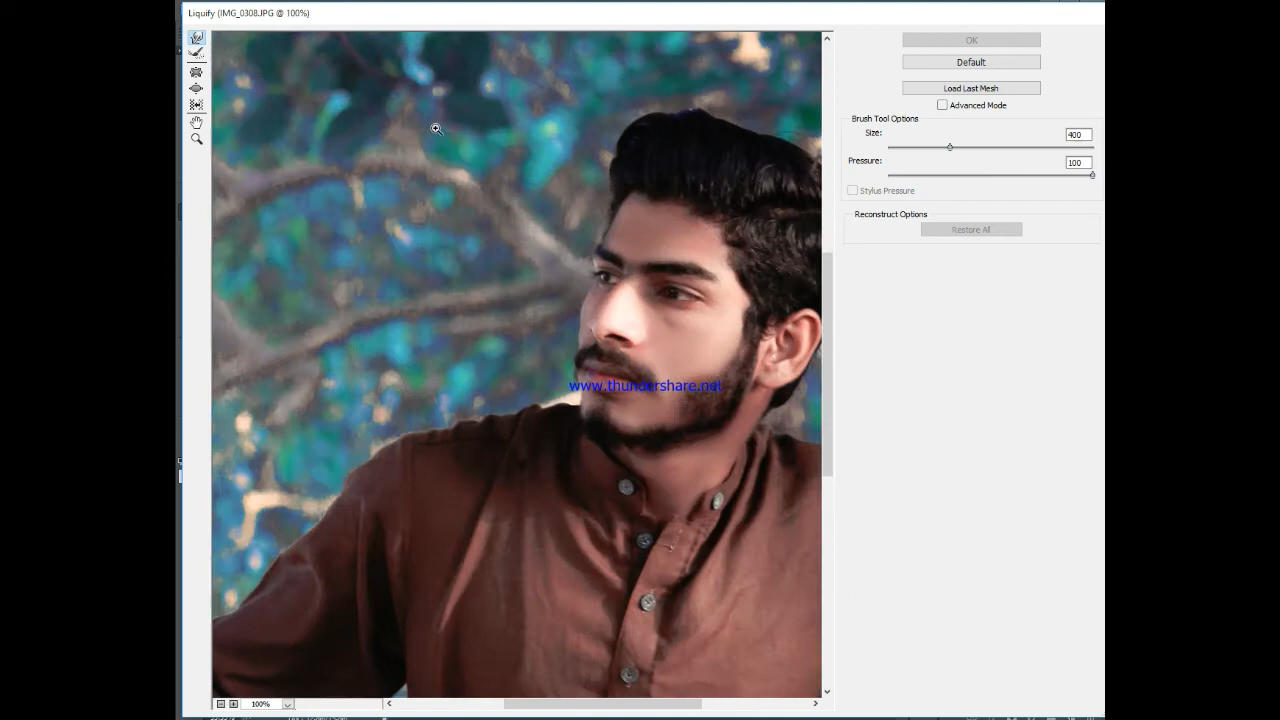 Liquify (IMG_0308.JPG @ 100%)
OK
Default
Load Last Mesh
Advanced Mode
Brush Tool Options
Size:
400
Pressure:
100
Stylus Pressure
Reconstruct Options
Restore All
www.thundershare.net
100%